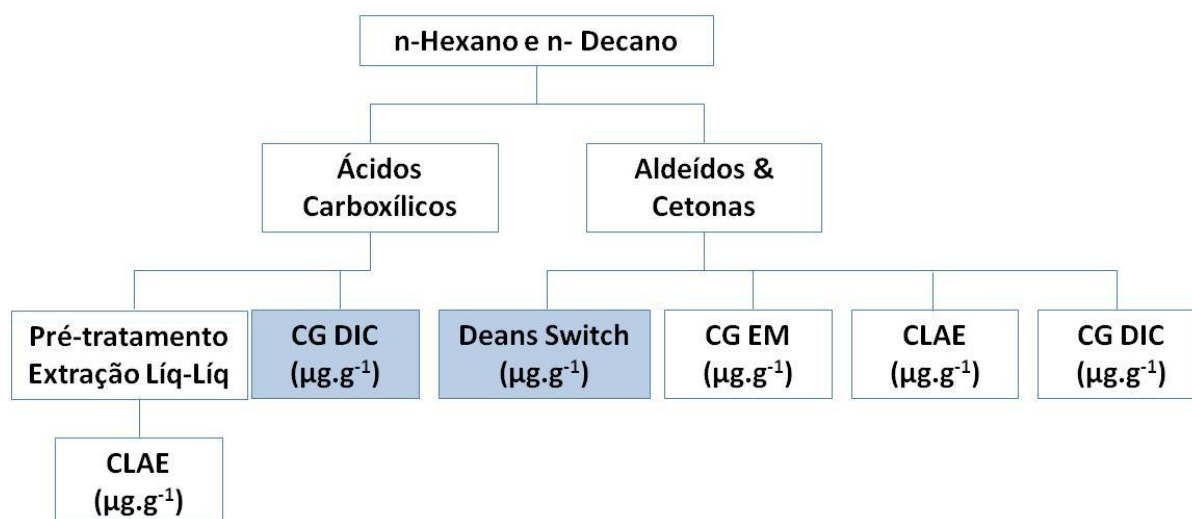 n-Hexano e n- Decano
Ácidos
Carboxílicos
Aldeídos &
Cetonas
Pré-tratamento
Extração Líq-Líq
CG DIC
(µg.g⁻¹)
Deans Switch
(µg.g⁻¹)
CG EM
(µg.g⁻¹)
CLAE
(µg.g⁻¹)
CG DIC
(µg.g⁻¹)
CLAE
(µg.g⁻¹)